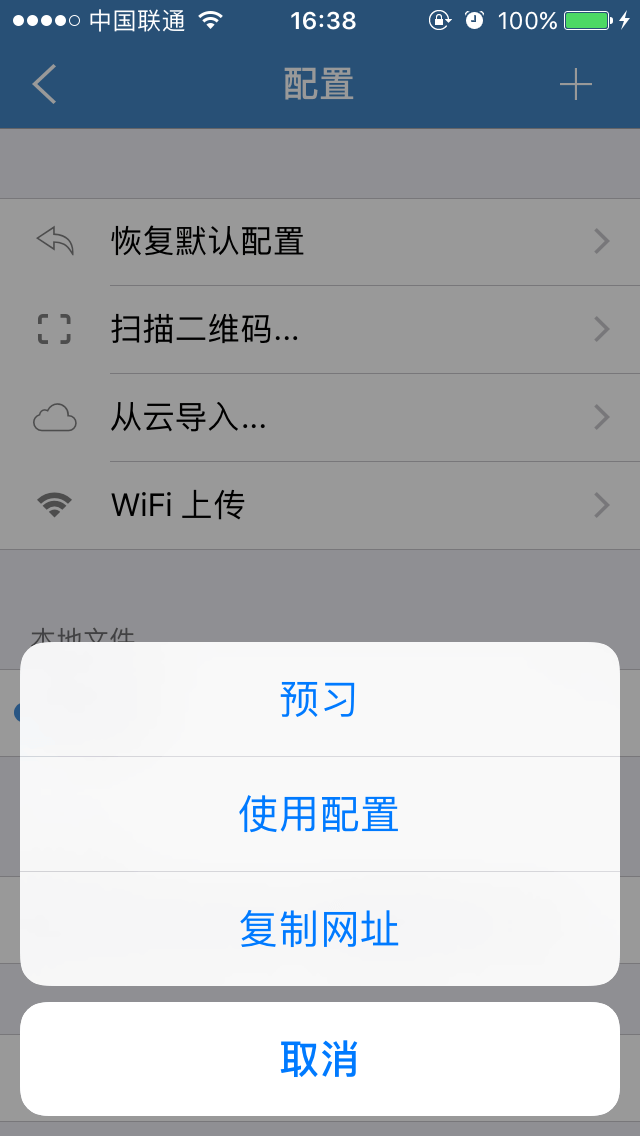 中国联通
16:38
100%
配置
恢复默认配置
扫描二维码...
从云导入...
WiFi 上传
本地文件
预习
使用配置
复制网址
取消